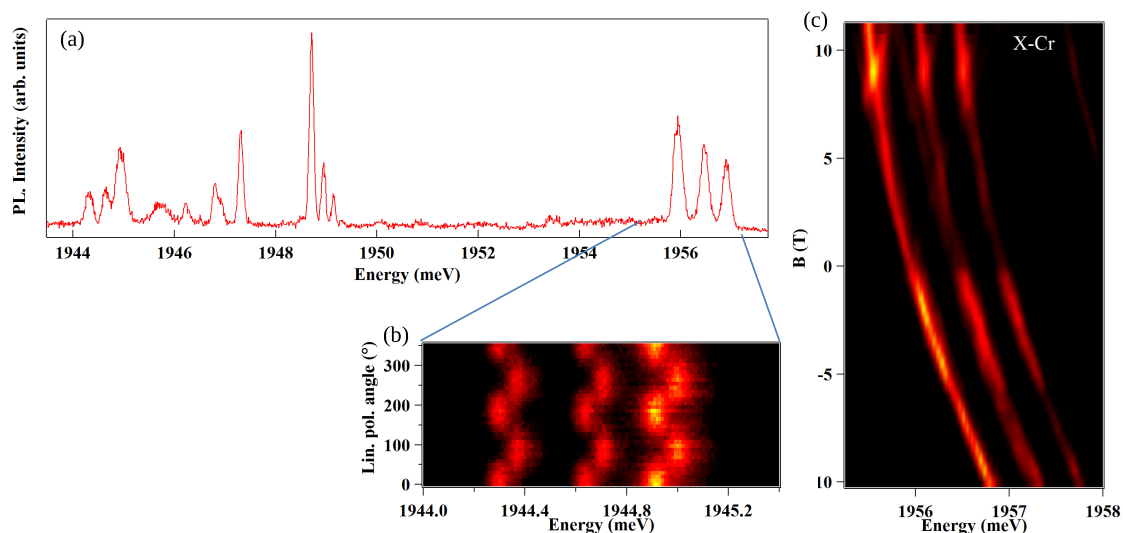 (a)
PL. Intensity (arb. units)
1944 1946 1948 1950 1952 1954 1956
Energy (meV)
(b)
Lin. pol. angle (°)
300
200
100
0
1944.0 1944.4 1944.8 1945.2
Energy (meV)
(c)
X-Cr
B (T)
10
5
0
-5
10
1956 1957 1958
Energy (meV)